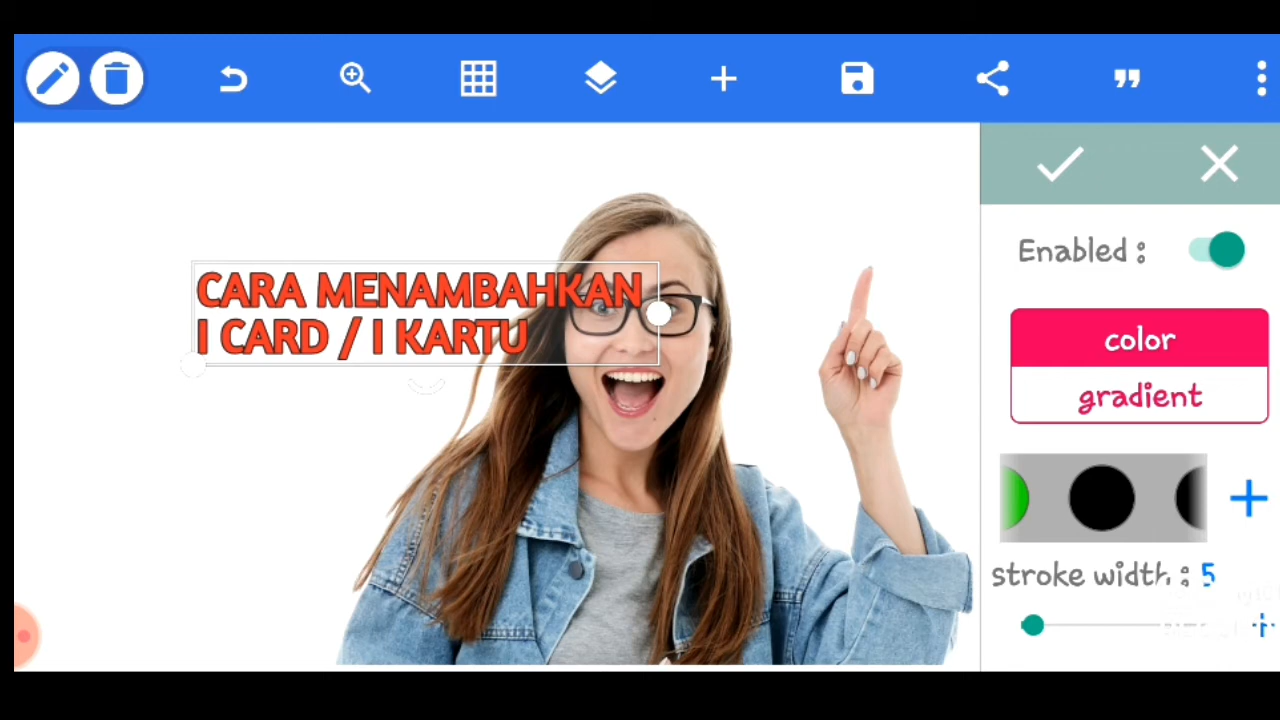 Enabled :
color
CARA MENAMBAHKAN
I CARD / I KARTU
gradient
stroke width : 5